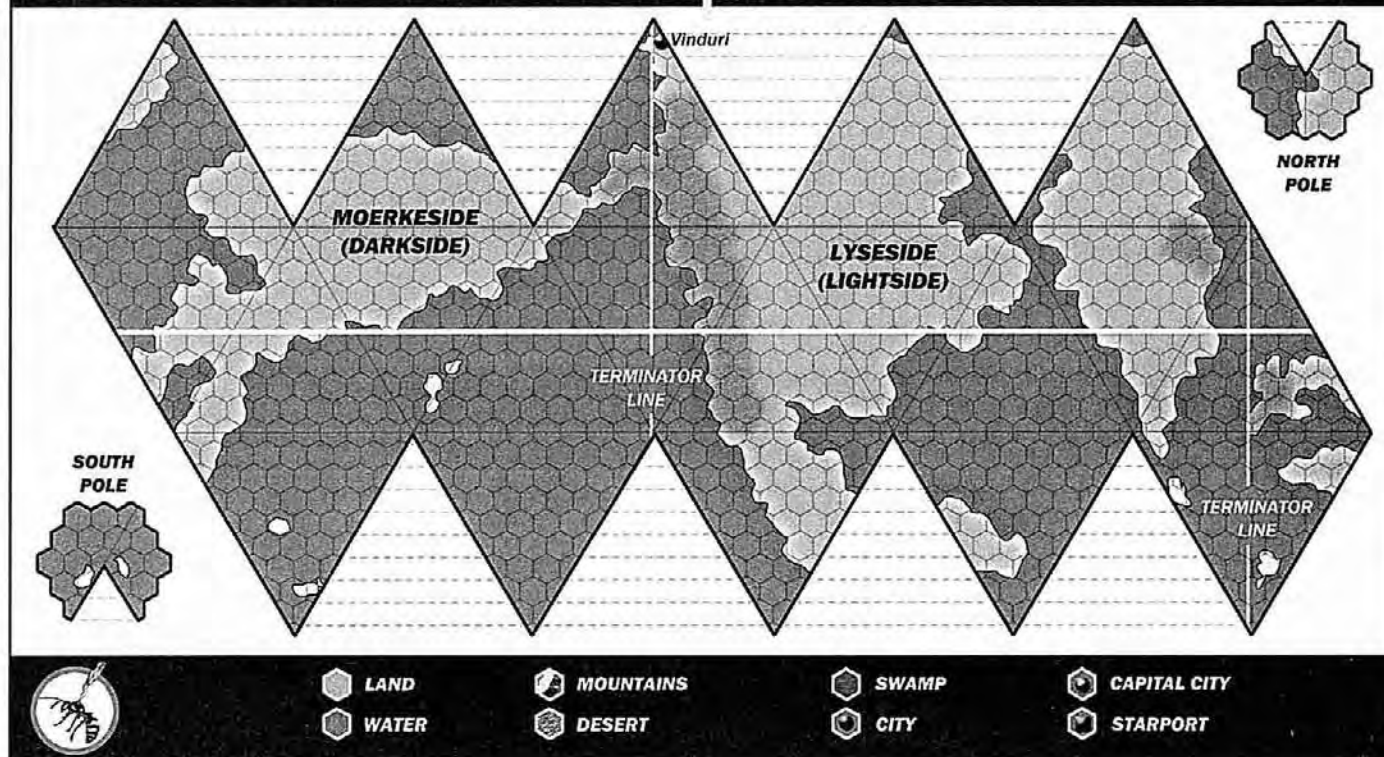 Vinduri
NORTH
POLE
MOERKESIDE
(DARKSIDE)
LYSESIDE
(LIGHTSIDE)
TERMINATOR
LINE
SOUTH
POLE
TERMINATOR
LINE
LAND
MOUNTAINS
SWAMP
CAPITAL CITY
WATER
DESERT
CITY
STARPORT